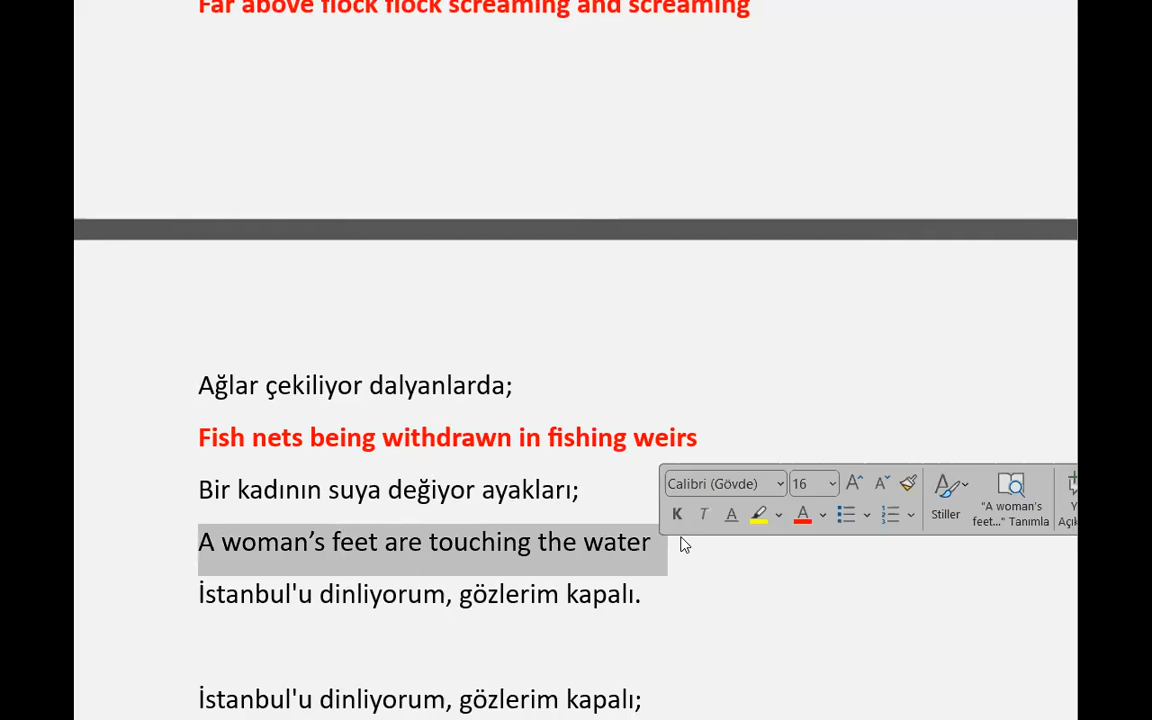 Far above flock flock screaming and screaming
Ağlar çekiliyor dalyanlarda;
Fish nets being withdrawn in fishing weirs
Bir kadının suya değiyor ayakları;
Calibri (Gövde) 16
K T A A
Stiller
"A woman's
feet..." Tanımla
A woman’s feet are touching the water
İstanbul'u dinliyorum, gözlerim kapalı.
İstanbul'u dinliyorum, gözlerim kapalı;